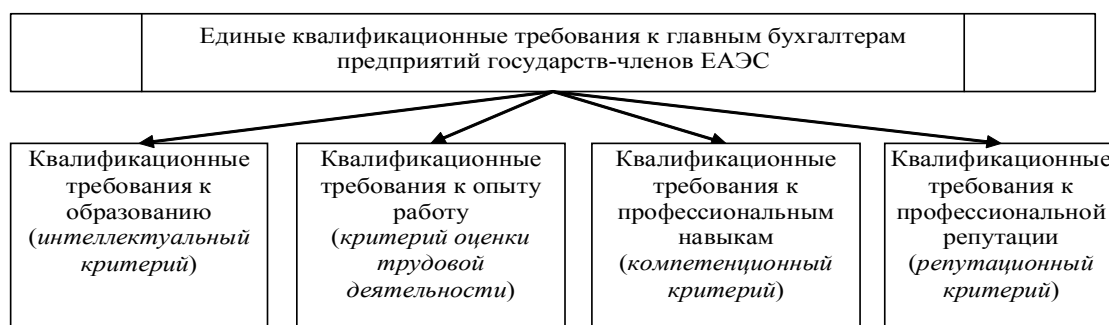 Единые квалификационные требования к главным бухгалтерам
предприятий государств-членов ЕАЭС
Квалификационные
требования к
образованию
(интеллектуальный
критерий)
Квалификационные
требования к опыту
работу
(критерий оценки
трудовой
деятельности)
Квалификационные
требования к
профессиональным
навыкам
(компетенционный
критерий)
Квалификационные
требования к
профессиональной
репутации
(репутационный
критерий)